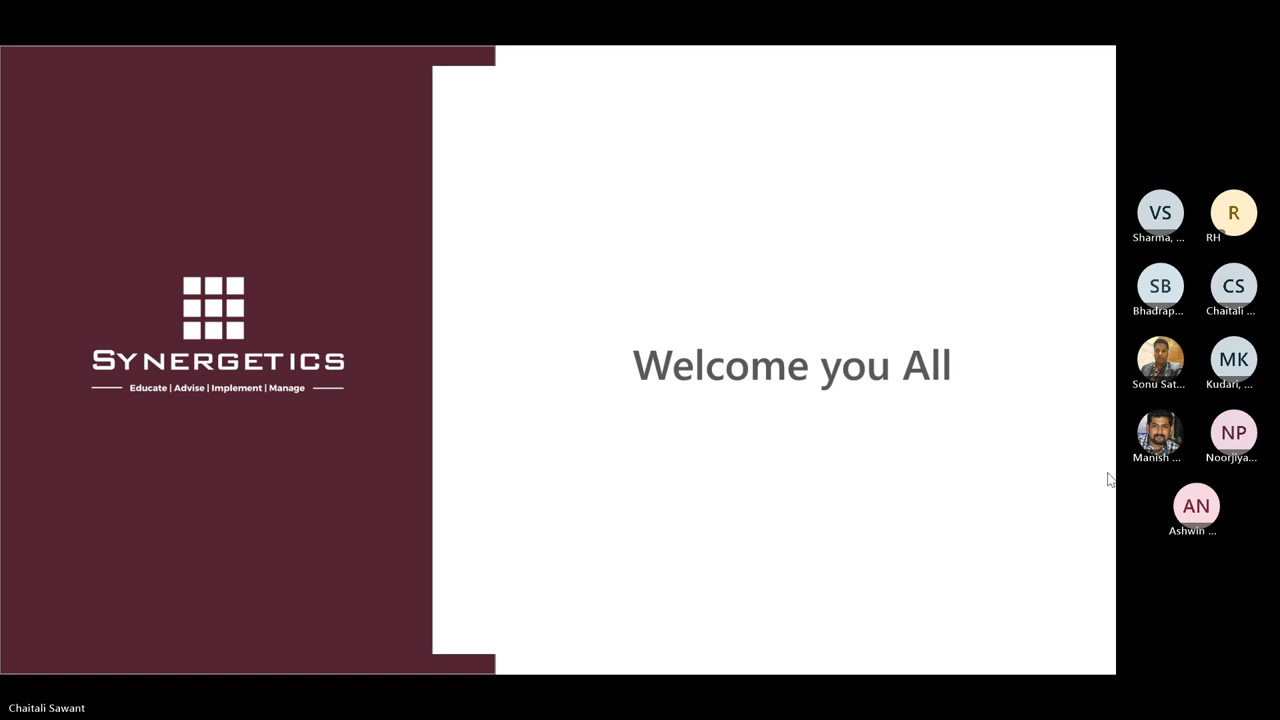 SYNERGETICS
Educate | Advise | Implement | Manage
Welcome you All
VS
Sharma, ...
R
RH
SB
Bhadrap...
CS
Chaitali ...
Sonu Sat...
MK
Kudari, ...
Manish ...
NP
Noorjiya...
AN
Ashwin ...
Chaitali Sawant